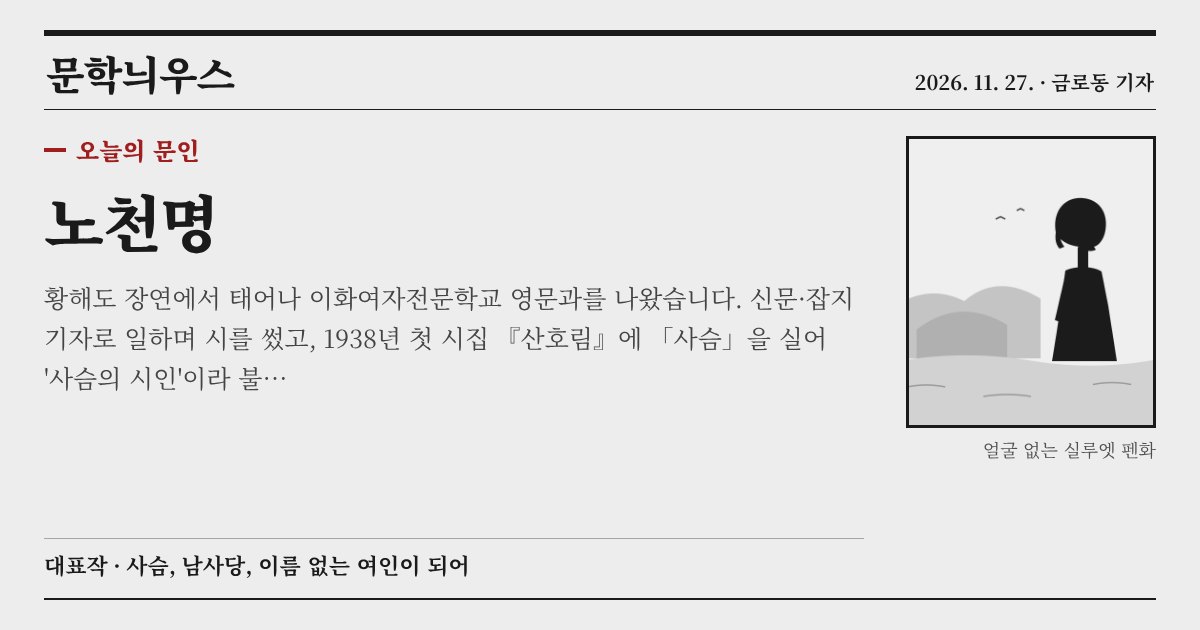 문학늬우스
2026. 11. 27. · 금로동 기자
오늘의 문인
노천명
황해도 장연에서 태어나 이화여자전문학교 영문과를 나왔습니다. 신문·잡지
기자로 일하며 시를 썼고, 1938년 첫 시집 『산호림』에 「사슴」을 실어
'사슴의 시인'이라 불…
얼굴 없는 실루엣 펜화
대표작 · 사슴, 남사당, 이름 없는 여인이 되어